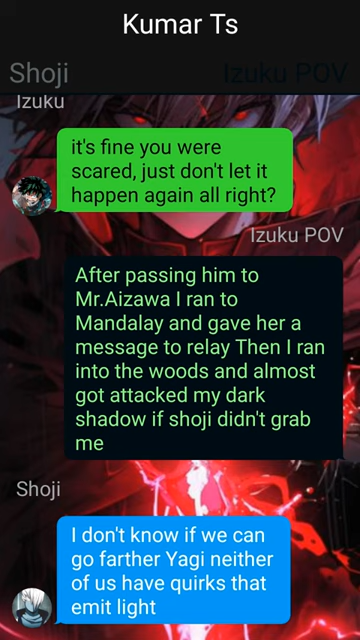 Kumar Ts
Shoji
Izuku POV
Izuku
it's fine you were
scared, just don't let it
happen again all right?
Izuku POV
After passing him to
Mr.Aizawa I ran to
Mandalay and gave her a
message to relay Then I ran
into the woods and almost
got attacked my dark
shadow if shoji didn't grab
me
Shoji
I don't know if we can
go farther Yagi neither
of us have quirks that
emit light